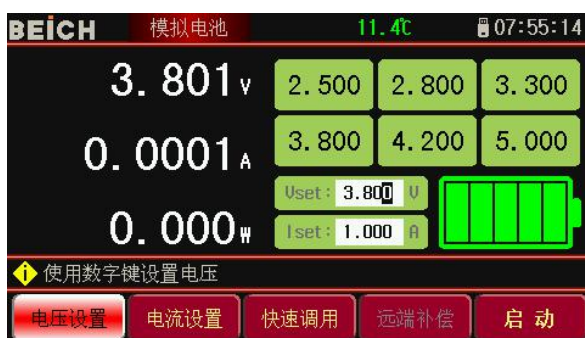 BEICH 模拟电池 11.4℃ 07:55:14
3.801 V
0.0001 A
0.000 W
2.500 2.800 3.300
3.800 4.200 5.000
Vset: 3.800 V
Iset: 1.000 A
使用数字键设置电压
电压设置 电流设置 快速调用 远端补偿 启动